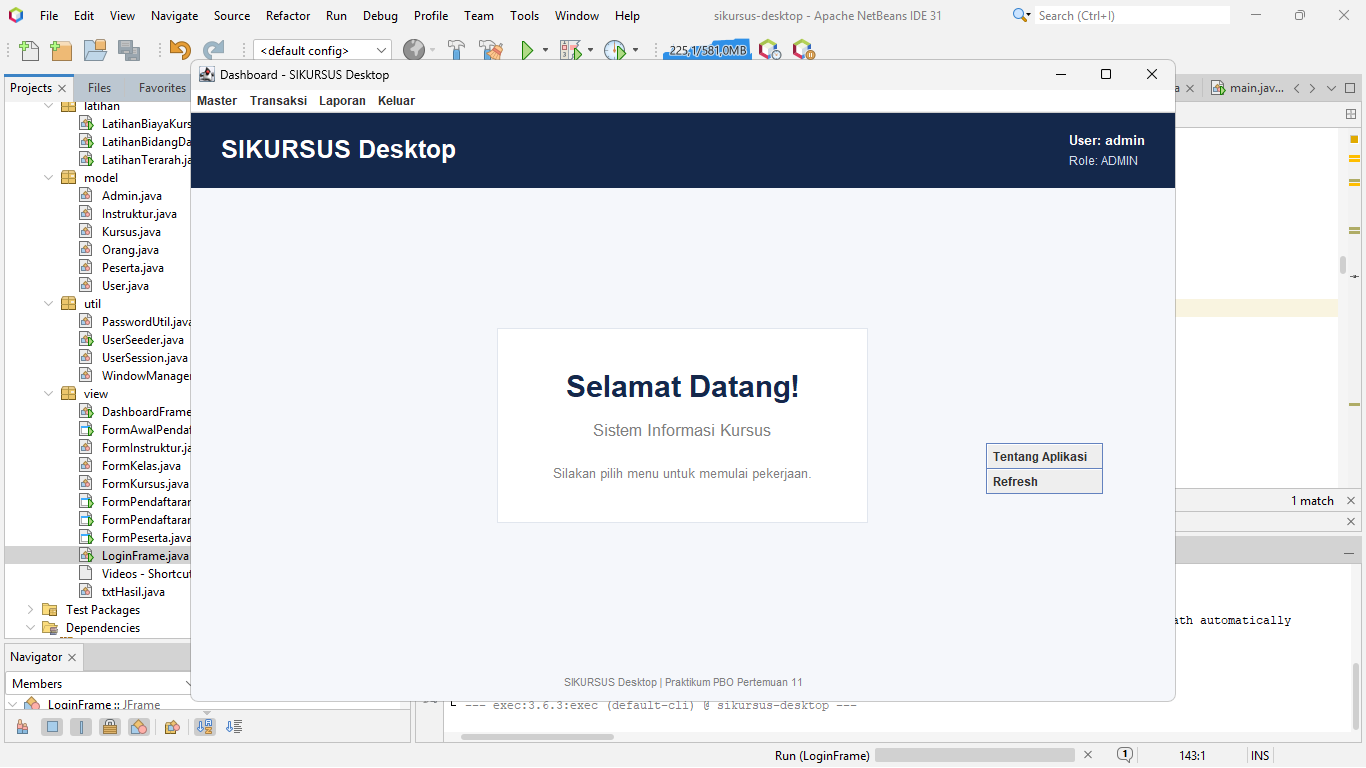 File Edit View Navigate Source Refactor Run Debug Profile Team Tools Window Help
sikursus-desktop - Apache NetBeans IDE 31
Search (Ctrl+I)
<default config>
225,1/581,0MB
Projects Files Favorites
main.jav...
latihan
LatihanBiayaKurs
LatihanBidangDa
LatihanTerarah.ja
model
Admin.java
Instruktur.java
Kursus.java
Orang.java
Peserta.java
User.java
util
PasswordUtil.java
UserSeeder.java
UserSession.java
WindowManage
view
DashboardFrame
FormAwalPendaf
FormInstruktur.ja
FormKelas.java
FormKursus.java
FormPendaftarar
FormPendaftarar
FormPeserta.java
LoginFrame.java
Videos - Shortcut
txtHasil.java
Test Packages
Dependencies
Navigator
Members
LoginFrame :: JFrame
Dashboard - SIKURSUS Desktop
Master Transaksi Laporan Keluar
SIKURSUS Desktop
User: admin
Role: ADMIN
Selamat Datang!
Sistem Informasi Kursus
Silakan pilih menu untuk memulai pekerjaan.
Tentang Aplikasi
Refresh
SIKURSUS Desktop | Praktikum PBO Pertemuan 11
1 match
ath automatically
--- exec:3.6.3:exec (default-cli) @ sikursus-desktop ---
Run (LoginFrame)
1
143:1
INS